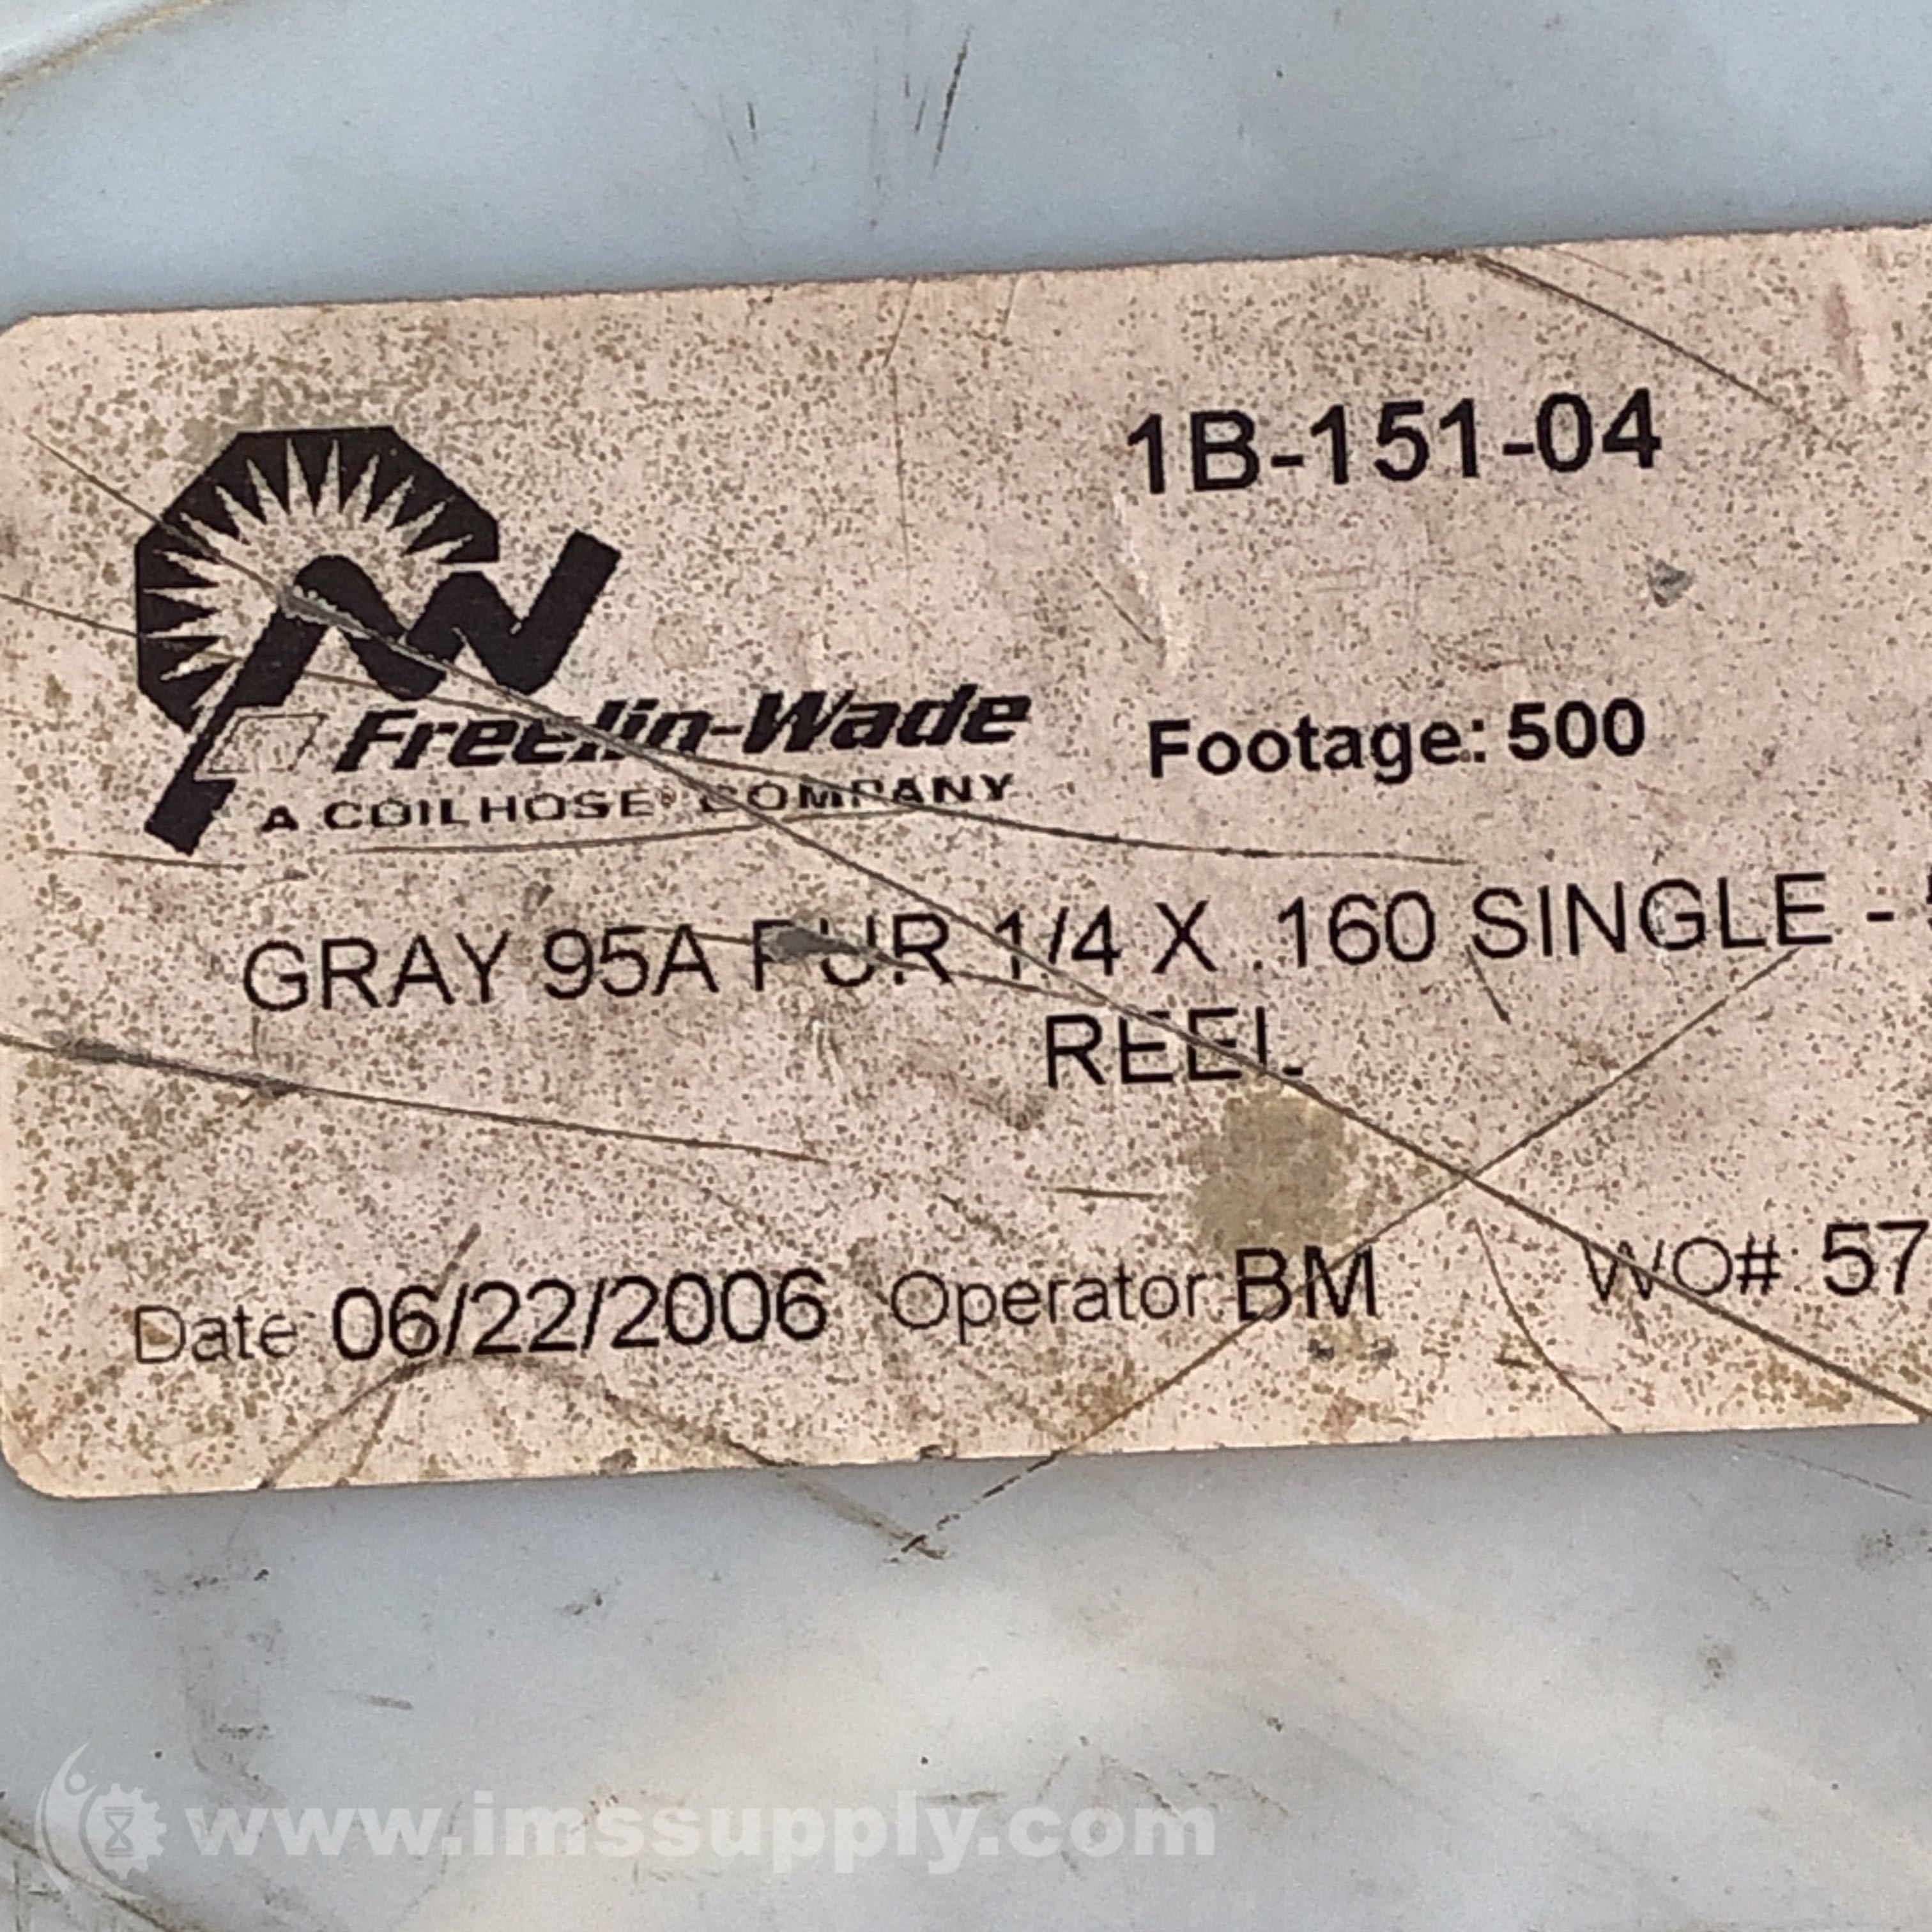 1B-151-04
Freelin-Wade
A COILHOSE® COMPANY
Footage: 500
GRAY 95A PUR 1/4 X .160 SINGLE -
REEL
Date 06/22/2006 Operator: BM WO#: 57
www.imssupply.com